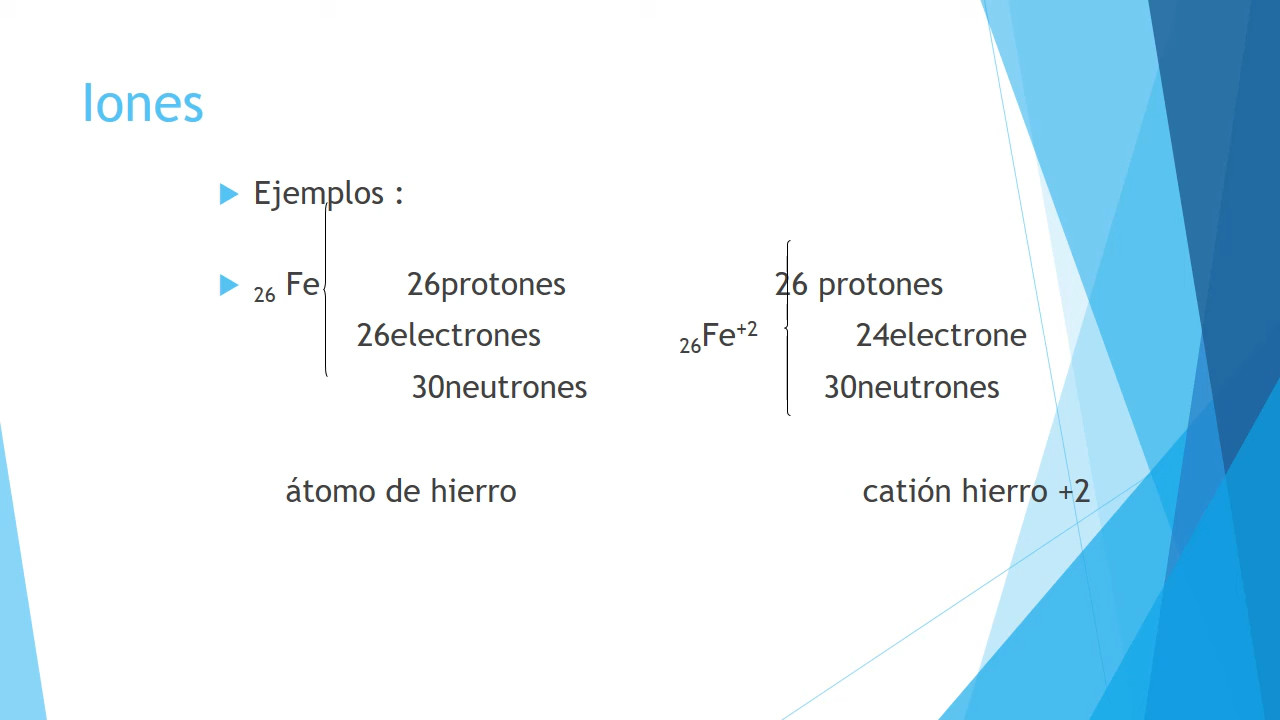 Iones
Ejemplos :
₂₆ Fe 26protones 26 protones
26electrones ₂₆Fe⁺² 24electrone
30neutrones 30neutrones
átomo de hierro catión hierro +2